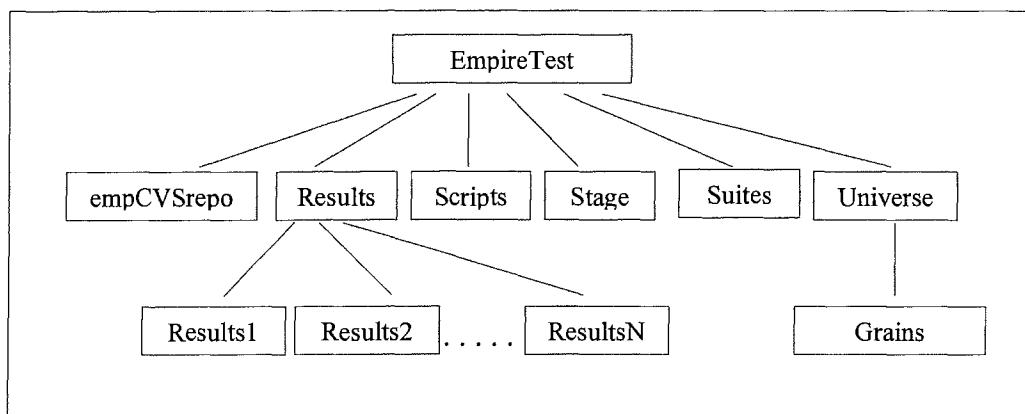 EmpireTest
empCVSrepo Results Scripts Stage Suites Universe
Results1 Results2 ..... ResultsN Grains